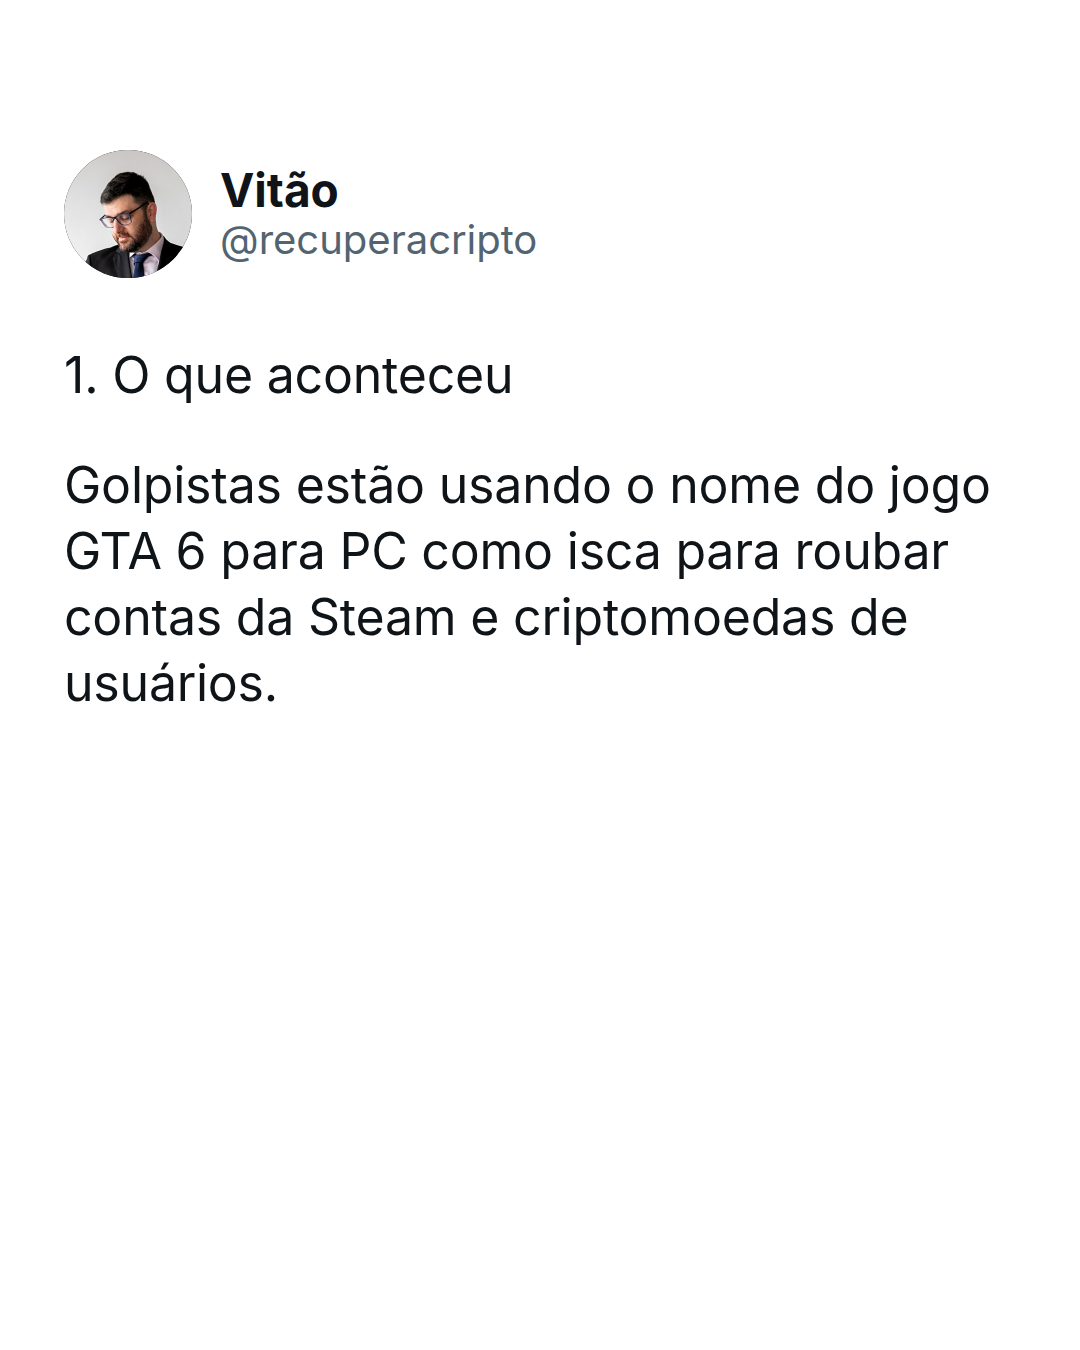 Vitão
@recuperacripto
1. O que aconteceu
Golpistas estão usando o nome do jogo
GTA 6 para PC como isca para roubar
contas da Steam e criptomoedas de
usuários.